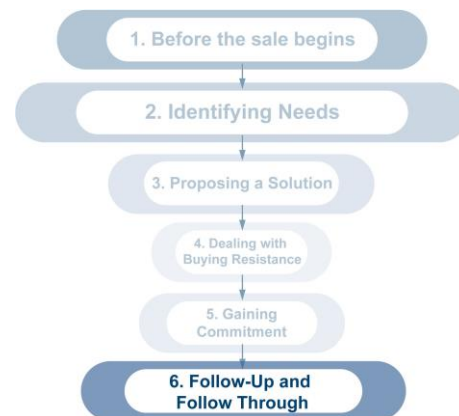 1. Before the sale begins
2. Identifying Needs
3. Proposing a Solution
4. Dealing with
Buying Resistance
5. Gaining
Commitment
6. Follow-Up and
Follow Through